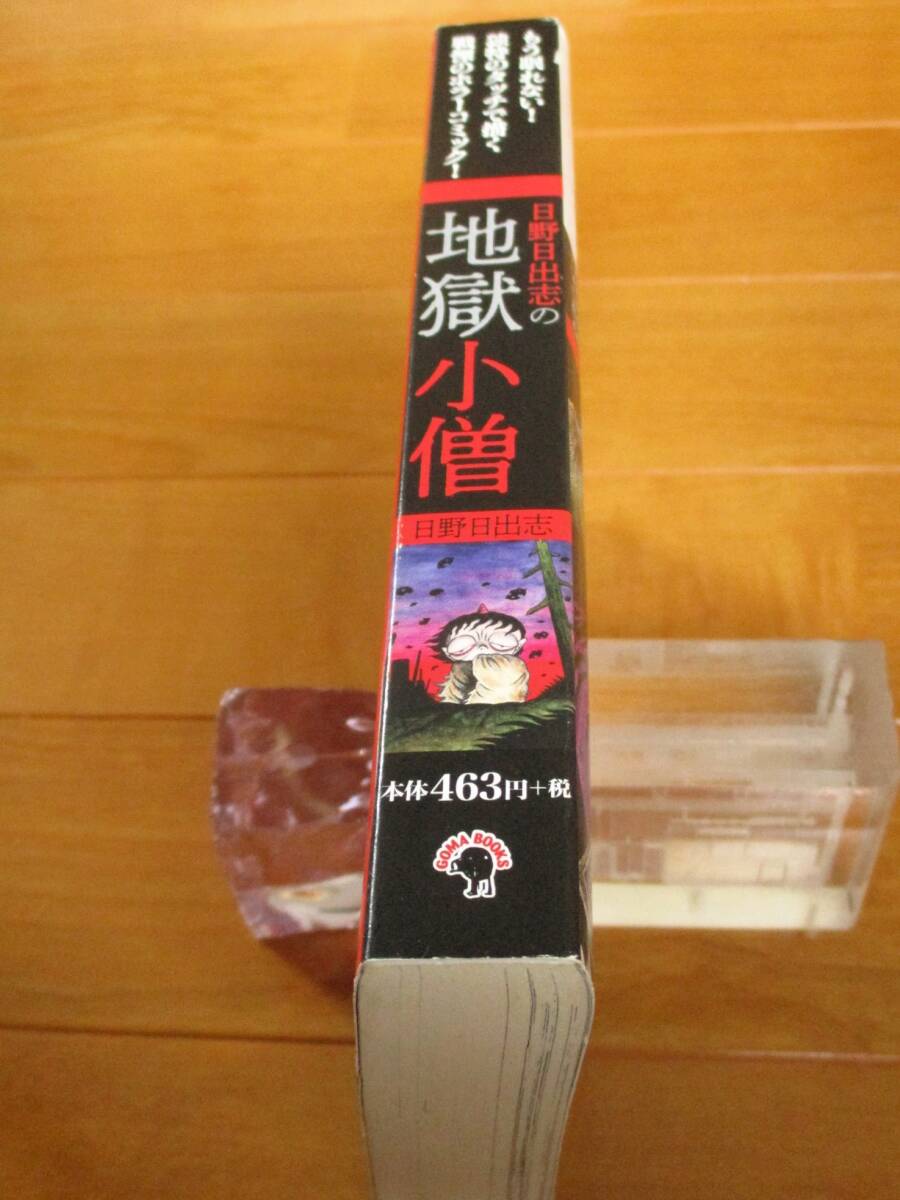 もう眠れない!
独特のタッチで描く、
戦慄のホラーコミック!
日野日出志の
地獄
小僧
日野日出志
本体463円+税
GOMA BOOKS